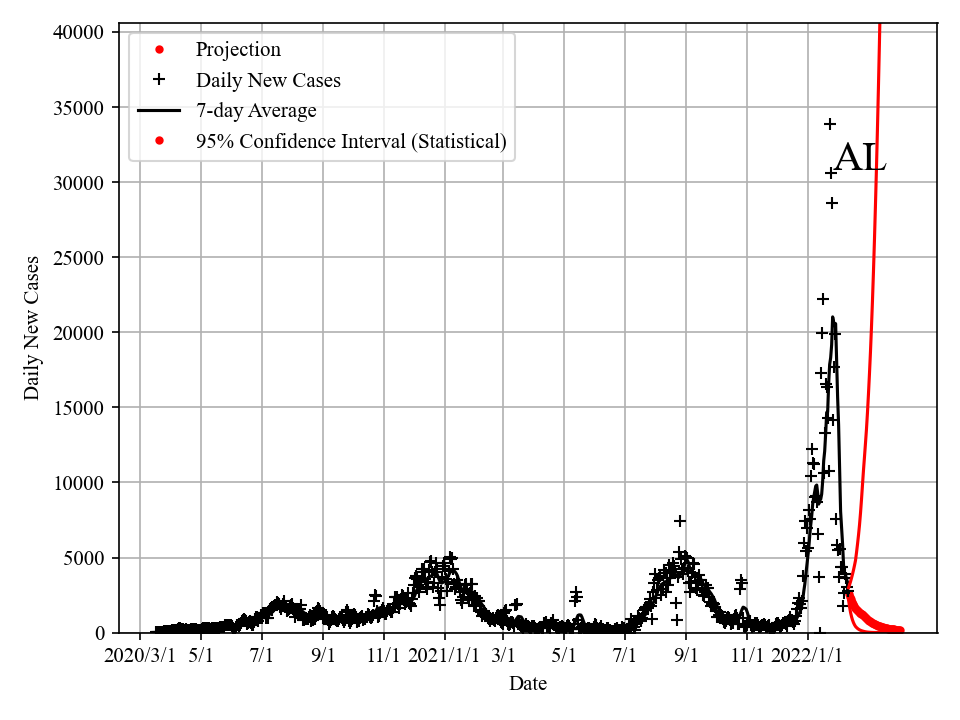 40000
35000
30000
25000
20000
15000
10000
5000
0
Daily New Cases
Projection
Daily New Cases
7-day Average
95% Confidence Interval (Statistical)
AL
2020/3/1 5/1 7/1 9/1 11/1 2021/1/1 3/1 5/1 7/1 9/1 11/1 2022/1/1
Date